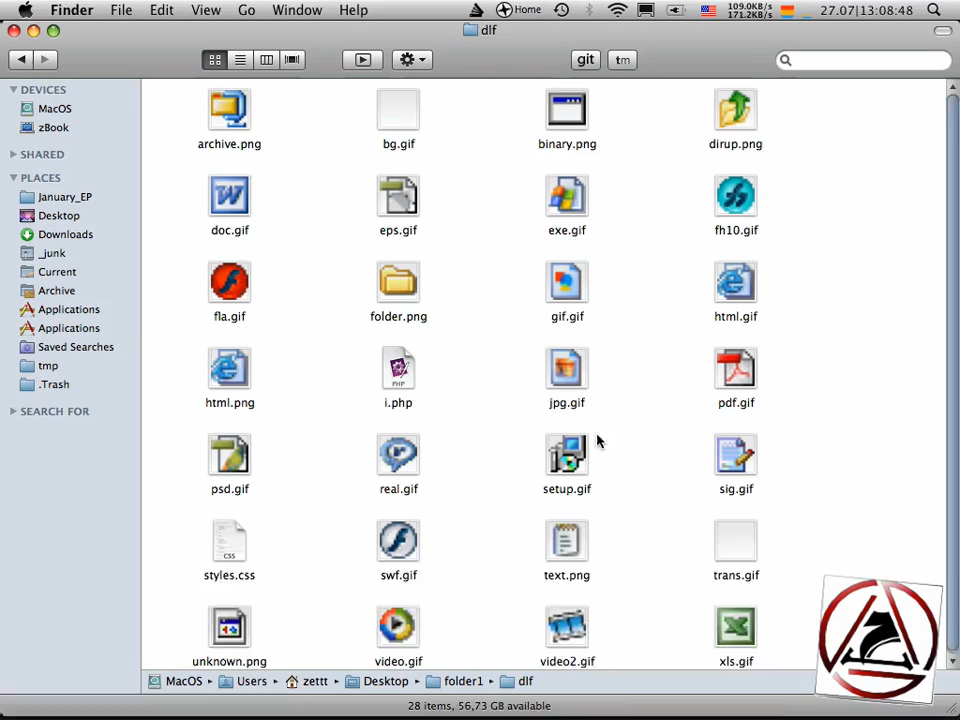 Finder File Edit View Go Window Help Home 109.0KB/s 171.2KB/s 27.07|13:08:48
dlf
git tm
DEVICES
MacOS
zBook
SHARED
PLACES
January_EP
Desktop
Downloads
_junk
Current
Archive
Applications
Applications
Saved Searches
tmp
.Trash
SEARCH FOR
archive.png bg.gif binary.png dirup.png
doc.gif eps.gif exe.gif fh10.gif
fla.gif folder.png gif.gif html.gif
PHP
html.png i.php jpg.gif pdf.gif
psd.gif real.gif setup.gif sig.gif
CSS
styles.css swf.gif text.png trans.gif
unknown.png video.gif video2.gif xls.gif
MacOS Users zettt Desktop folder1 dlf
28 items, 56,73 GB available